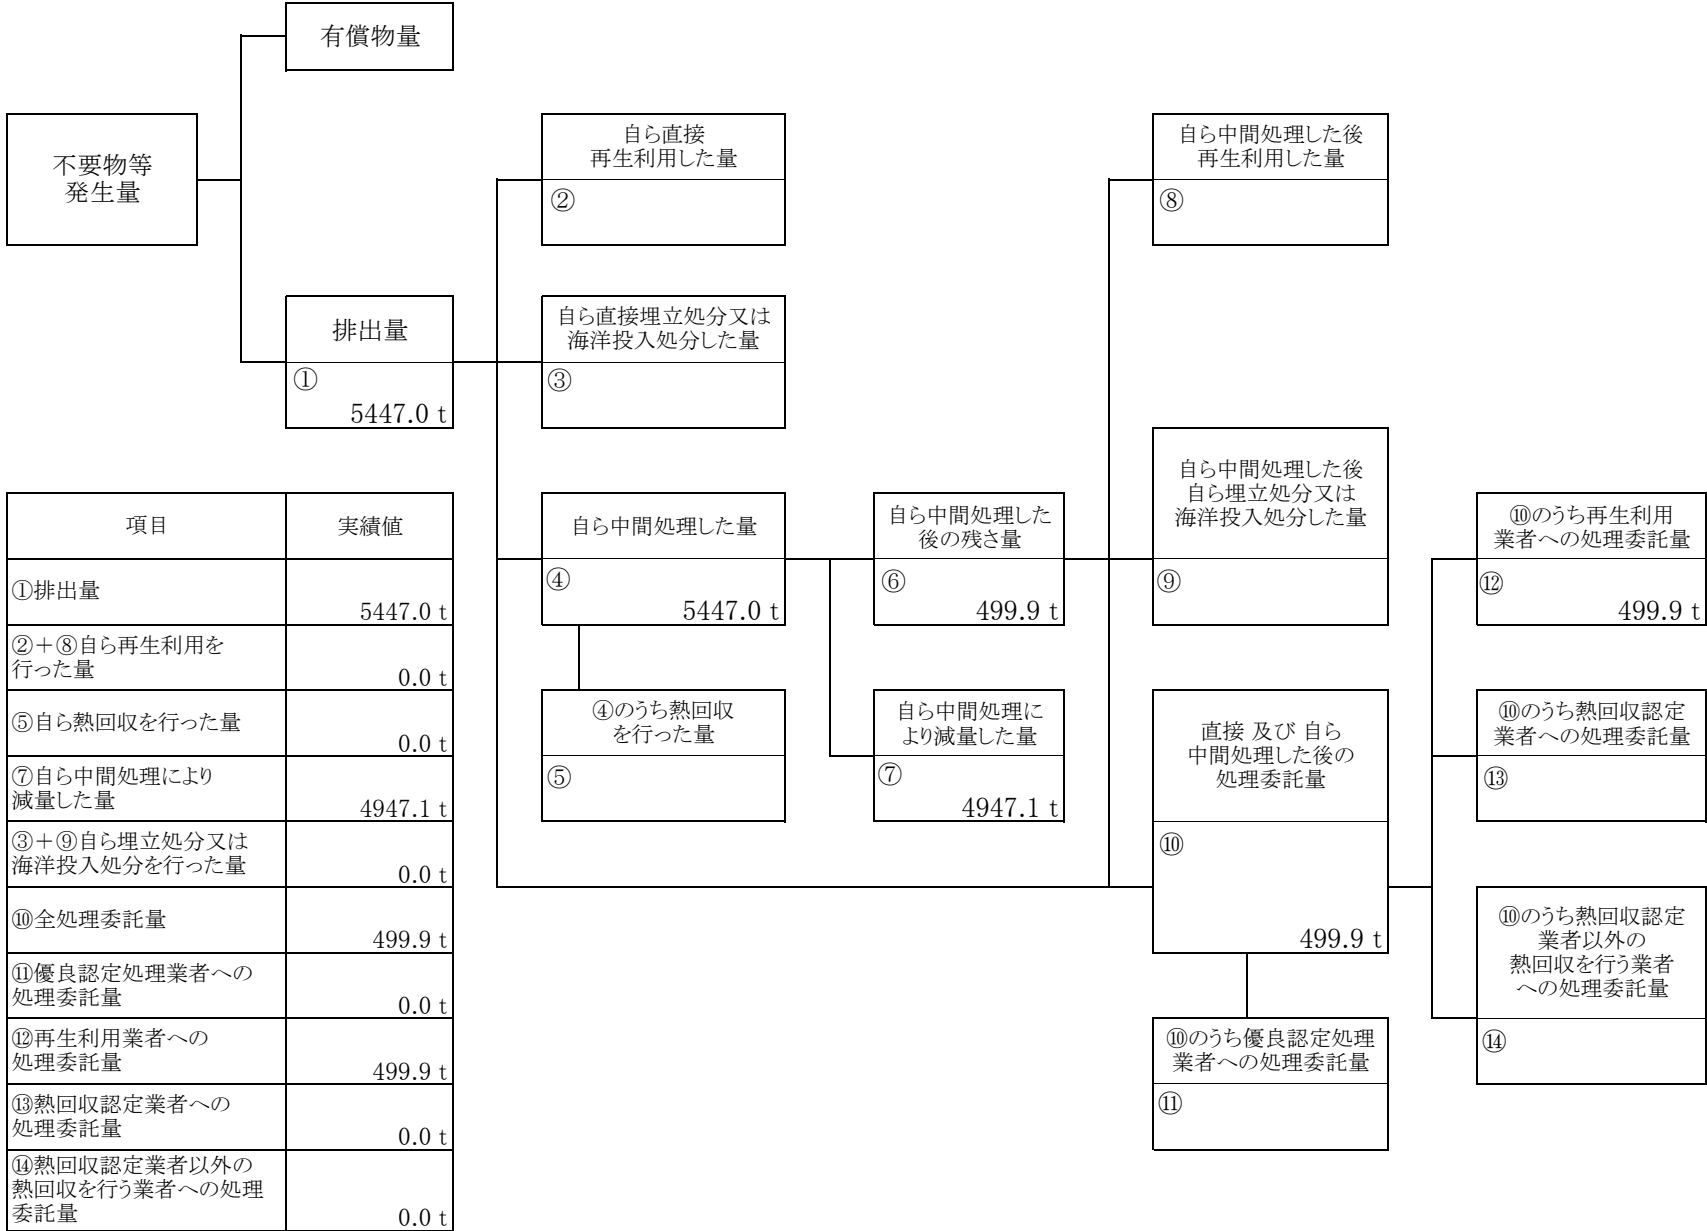 有償物量
不要物等
発生量
自ら直接
再生利用した量
②
自ら中間処理した後
再生利用した量
⑧
排出量
①
5447.0 t
自ら直接埋立処分又は
海洋投入処分した量
③
自ら中間処理した後
自ら埋立処分又は
海洋投入処分した量
⑨
自ら中間処理した量
④
5447.0 t
自ら中間処理した
後の残さ量
⑥
499.9 t
⑩のうち再生利用
業者への処理委託量
⑫
499.9 t
④のうち熱回収
を行った量
⑤
自ら中間処理に
より減量した量
⑦
4947.1 t
直接 及び 自ら
中間処理した後の
処理委託量
⑩
499.9 t
⑩のうち熱回収認定
業者への処理委託量
⑬
⑩のうち熱回収認定
業者以外の
熱回収を行う業者
への処理委託量
⑭
⑩のうち優良認定処理
業者への処理委託量
⑪
項目
実績値
①排出量
5447.0 t
②+⑧自ら再生利用を
行った量
0.0 t
⑤自ら熱回収を行った量
0.0 t
⑦自ら中間処理により
減量した量
4947.1 t
③+⑨自ら埋立処分又は
海洋投入処分を行った量
0.0 t
⑩全処理委託量
499.9 t
⑪優良認定処理業者への
処理委託量
0.0 t
⑫再生利用業者への
処理委託量
499.9 t
⑬熱回収認定業者への
処理委託量
0.0 t
⑭熱回収認定業者以外の
熱回収を行う業者への処理
委託量
0.0 t